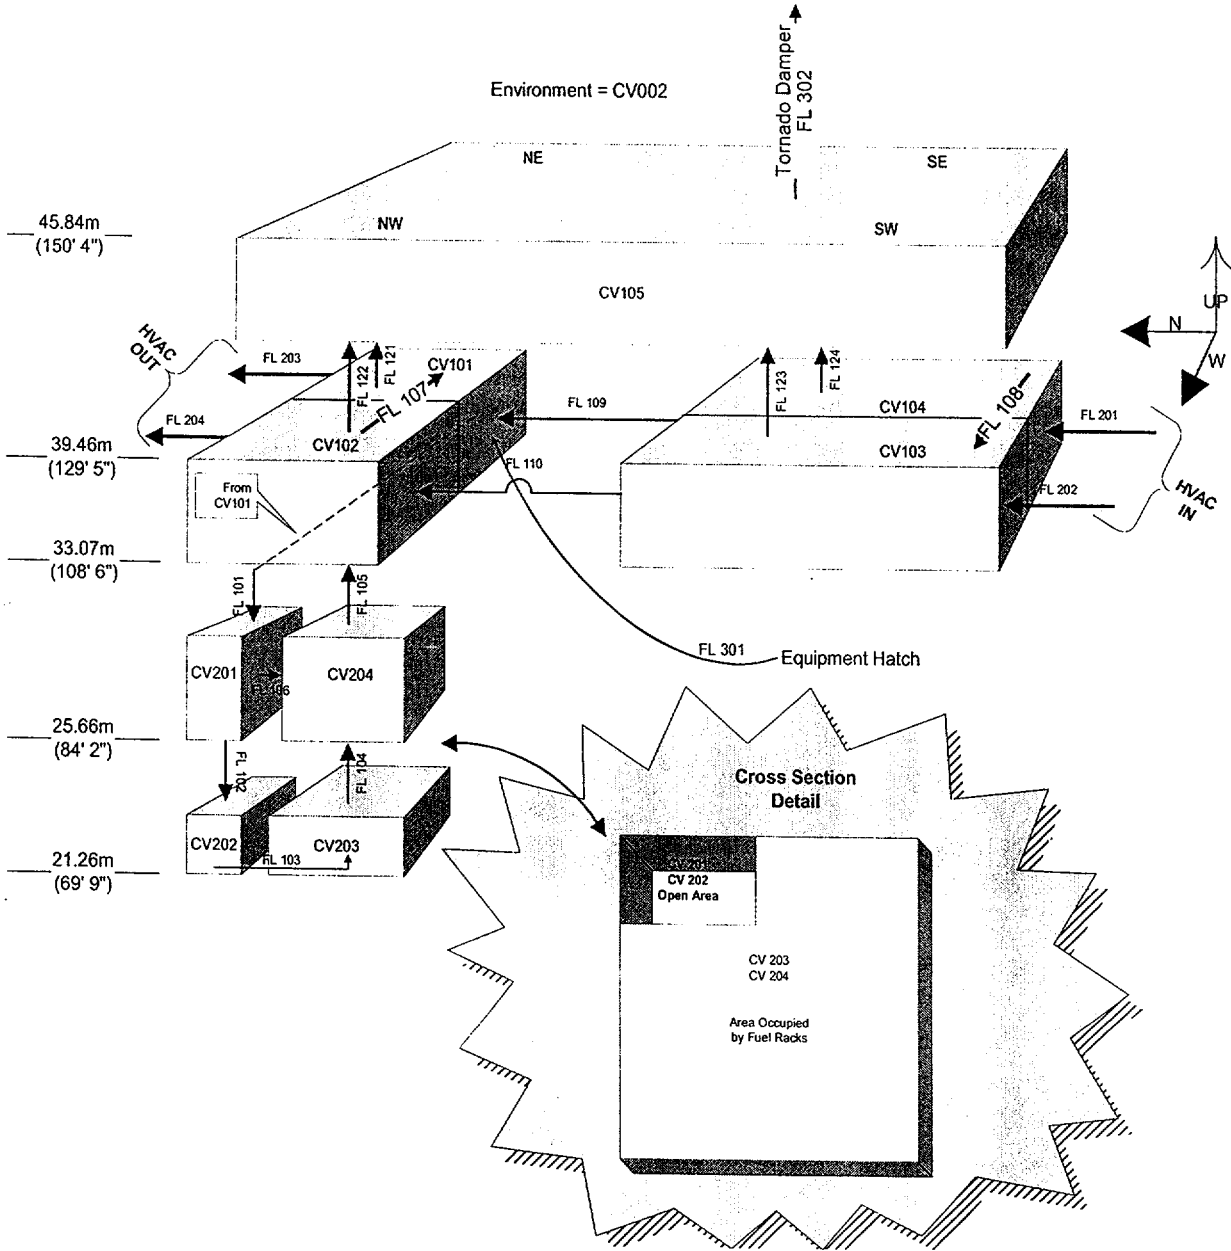 Tornado Damper
FL 302
Environment = CV002
NE
SE
45.84m
(150' 4")
NW
SW
CV105
UP
N
W
HVAC
OUT
FL 203
FL 122
FL 121
CV101
FL 107
FL 123
FL 124
FL 204
FL 109
CV104
FL 108
FL 201
CV102
CV103
39.46m
(129' 5")
FL 110
From
CV101
FL 202
HVAC
IN
33.07m
(108' 6")
FL 101
FL 105
FL 301
Equipment Hatch
CV201
CV204
FL 106
25.66m
(84' 2")
FL 102
FL 104
Cross Section
Detail
CV202
CV203
FL 103
21.26m
(69' 9")
CV 201
CV 202
Open Area
CV 203
CV 204
Area Occupied
by Fuel Racks